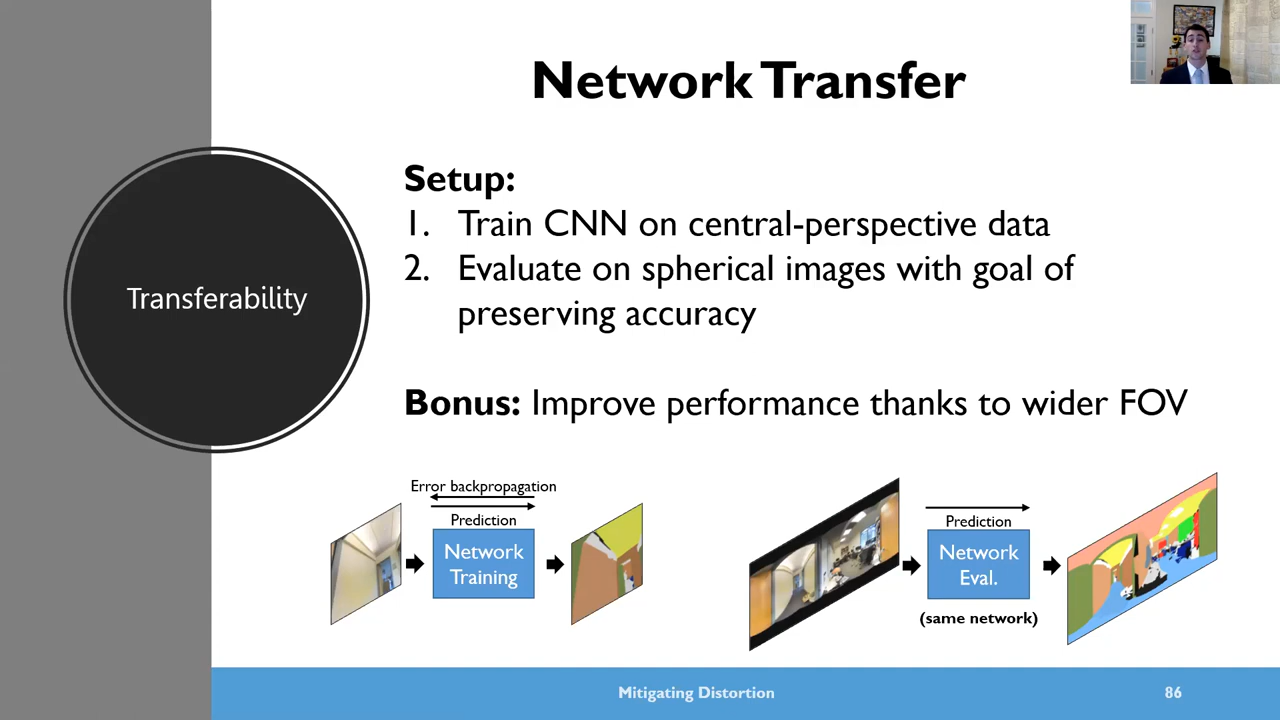 Network Transfer
Transferability
Setup:
1. Train CNN on central-perspective data
2. Evaluate on spherical images with goal of
preserving accuracy
Bonus: Improve performance thanks to wider FOV
Error backpropagation
Prediction
Network
Training
Prediction
Network
Eval.
(same network)
Mitigating Distortion
86